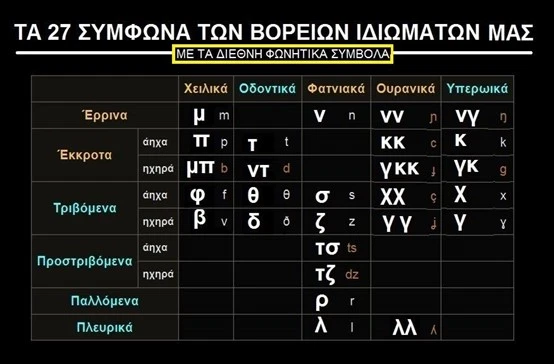 ΤΑ 27 ΣΥΜΦΩΝΑ ΤΩΝ ΒΟΡΕΙΩΝ ΙΔΙΩΜΑΤΩΝ ΜΑΣ
ΜΕ ΤΑ ΔΙΕΘΝΗ ΦΩΝΗΤΙΚΑ ΣΥΜΒΟΛΑ
Χειλικά Οδοντικά Φατνιακά Ουρανικά Υπερωικά
Έρρινα μ m ν n νν ɲ νγ ŋ
Έκκροτα άηχα π p τ t κκ c κ k
ηχηρά μπ b ντ d γκκ ɟ γκ g
Τριβόμενα άηχα φ f θ θ σ s χχ ç χ x
ηχηρά β v δ ð ζ z γγ ʝ γ ɣ
Προστριβόμενα άηχα τσ ts
ηχηρά τζ dz
Παλλόμενα ρ r
Πλευρικά λ l λλ ʎ